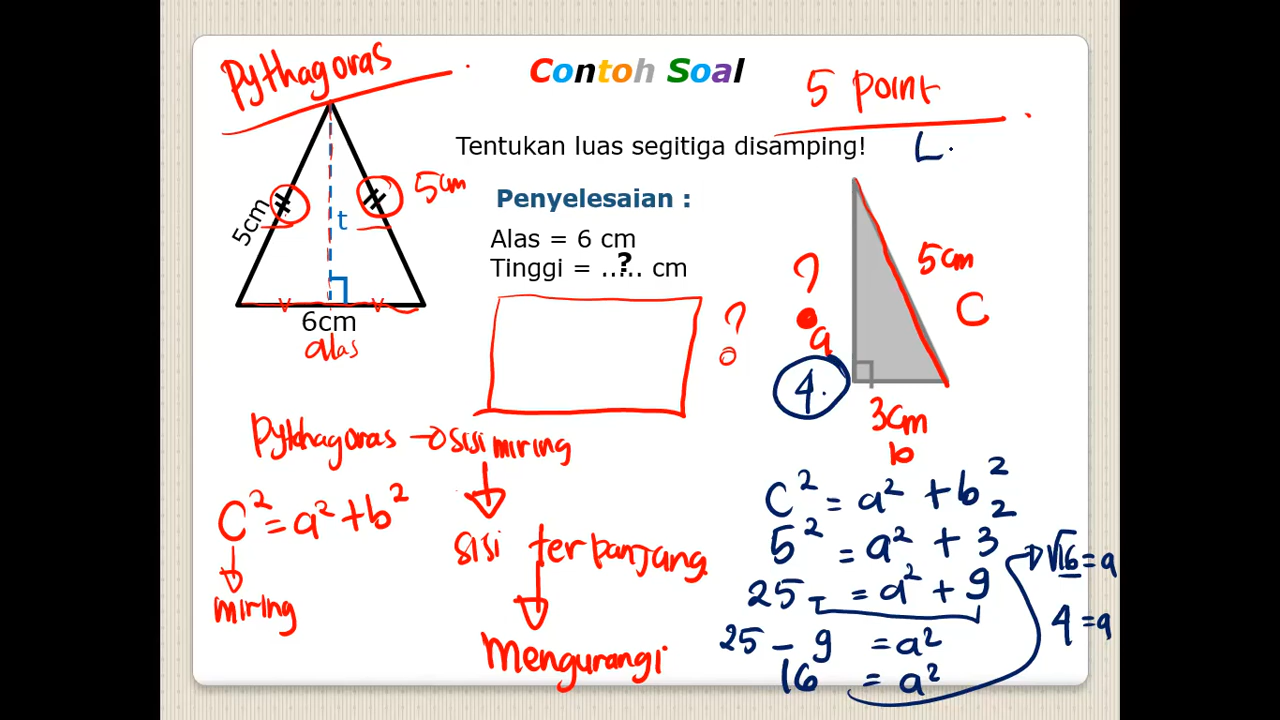 Pythagoras
Contoh Soal
5 point
Tentukan luas segitiga disamping!
L.
5cm
t
5cm
6cm
alas
Penyelesaian :
Alas = 6 cm
Tinggi = ..?.. cm
?
?
a
4.
5cm
C
3cm
b
Pythagoras → sisi miring
sisi terpanjang
Mengurangi
C² = a² + b²
miring
C² = a² + b²
5² = a² + 3²
25 = a² + 9
25 - 9 = a²
16 = a²
√16 = a
4 = a